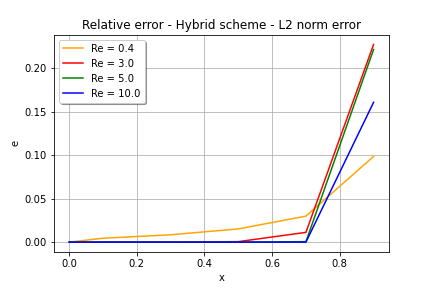 Relative error - Hybrid scheme - L2 norm error
Re = 0.4
Re = 3.0
Re = 5.0
Re = 10.0
0.20
0.15
0.10
0.05
0.00
e
0.0 0.2 0.4 0.6 0.8
x